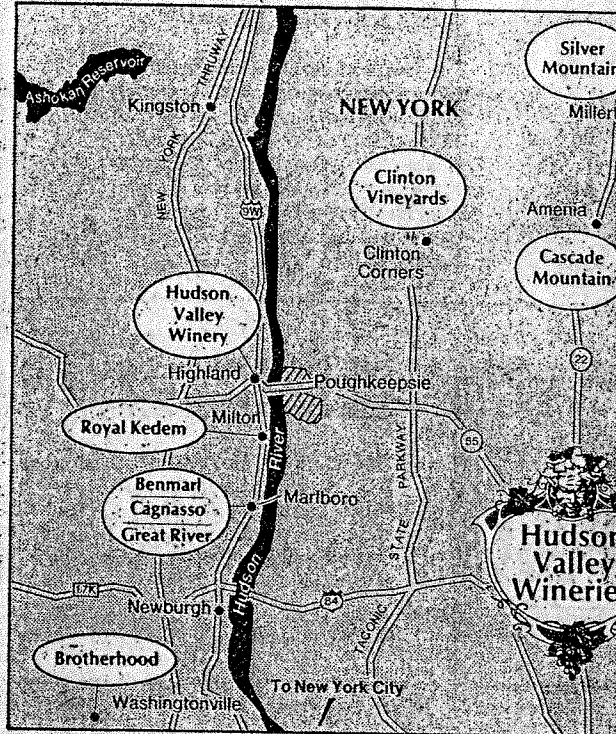 Silver
Mountain
Ashokan Reservoir
THRUWAY
Kingston
NEW YORK
Millert
YORK
NEW
9W
Clinton
Vineyards
Amenia
Clinton
Corners
Cascade
Mountain
Hudson
Valley
Winery
22
Highland
Poughkeepsie
Milton
Royal Kedem
River
55
PARKWAY
Benmarl
Cagnasso
Great River
Marlboro
STATE
Hudson
Valley
Winerie
17K
Hudson
84
Newburgh
TACONIC
Brotherhood
To New York City
Washingtonville